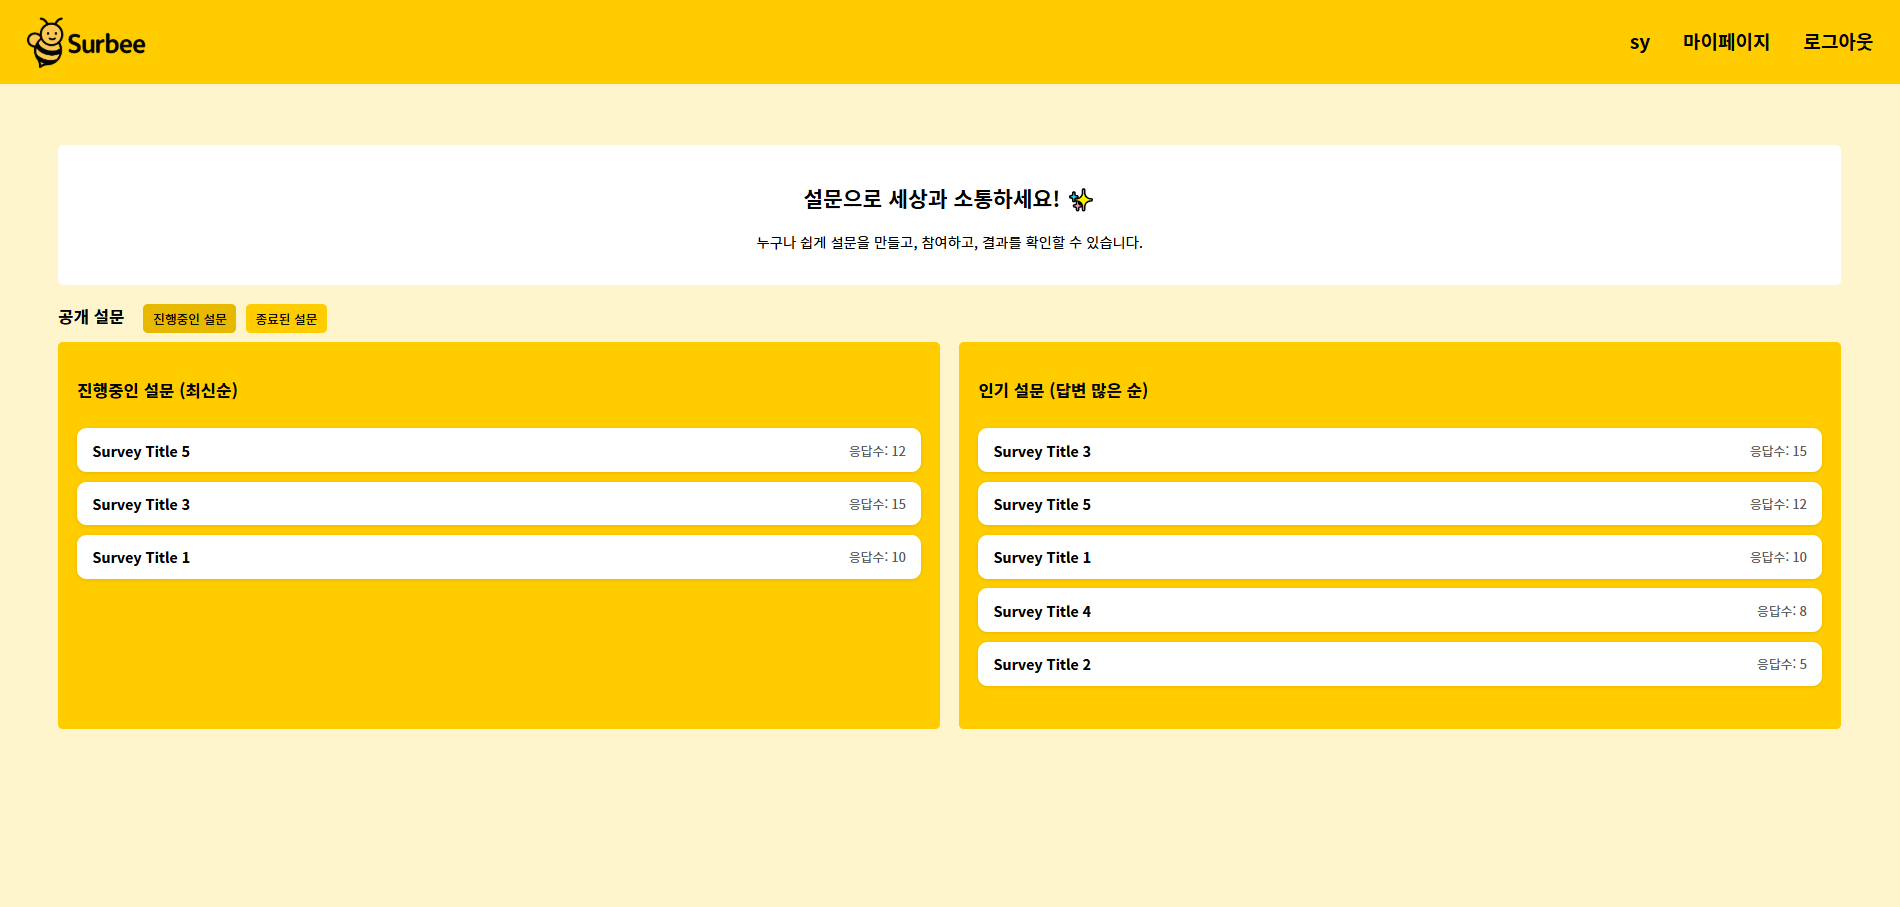 Surbee
sy 마이페이지 로그아웃
설문으로 세상과 소통하세요! ✨
누구나 쉽게 설문을 만들고, 참여하고, 결과를 확인할 수 있습니다.
공개 설문 진행중인 설문 종료된 설문
진행중인 설문 (최신순)
Survey Title 5 응답수: 12
Survey Title 3 응답수: 15
Survey Title 1 응답수: 10
인기 설문 (답변 많은 순)
Survey Title 3 응답수: 15
Survey Title 5 응답수: 12
Survey Title 1 응답수: 10
Survey Title 4 응답수: 8
Survey Title 2 응답수: 5